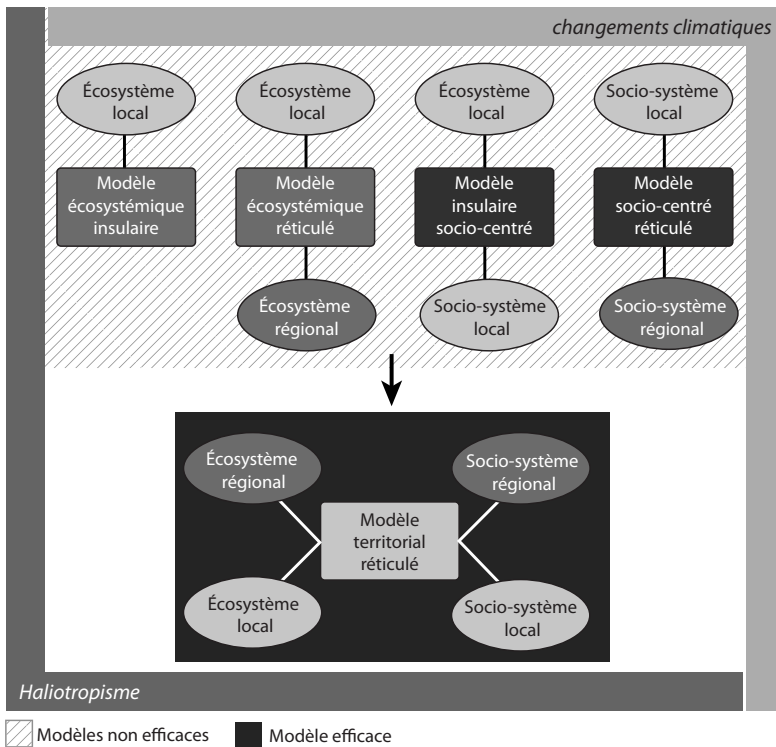 changements climatiques
Écosystème
local
Écosystème
local
Écosystème
local
Socio-système
local
Modèle
écosystémique
insulaire
Modèle
écosystémique
réticulé
Modèle
insulaire
socio-centré
Modèle
socio-centré
réticulé
Écosystème
régional
Socio-système
local
Socio-système
régional
Écosystème
régional
Socio-système
régional
Modèle
territorial
réticulé
Écosystème
local
Socio-système
local
Haliotropisme
Modèles non efficaces
Modèle efficace